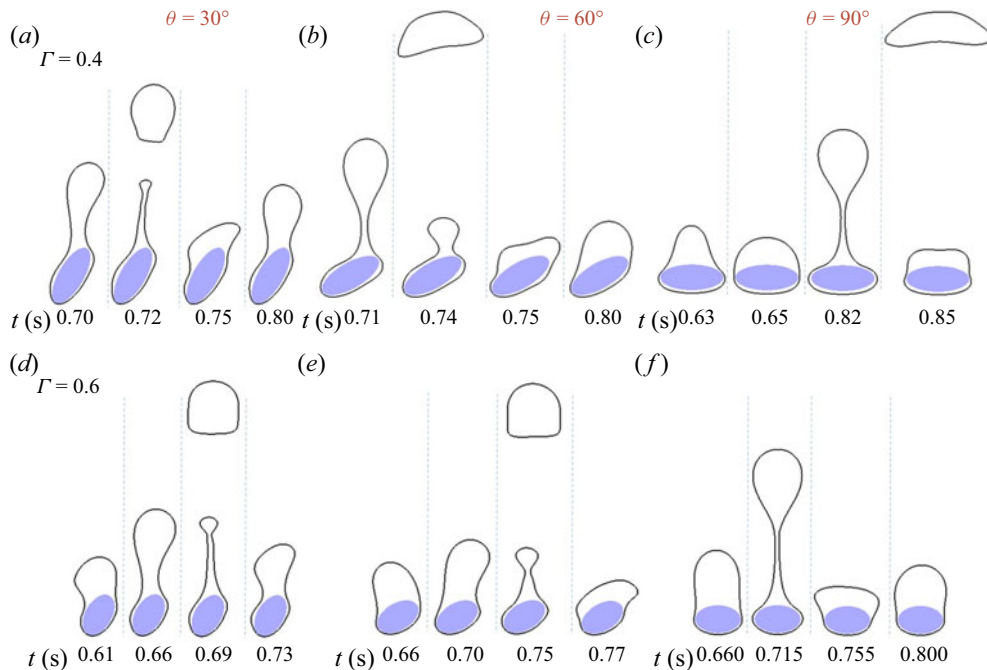 θ = 30°
θ = 60°
θ = 90°
(a)
(b)
(c)
Γ = 0.4
t (s) 0.70 0.72 0.75 0.80
t (s) 0.71 0.74 0.75 0.80
t (s) 0.63 0.65 0.82 0.85
(d)
(e)
(f)
Γ = 0.6
t (s) 0.61 0.66 0.69 0.73
t (s) 0.66 0.70 0.75 0.77
t (s) 0.660 0.715 0.755 0.800